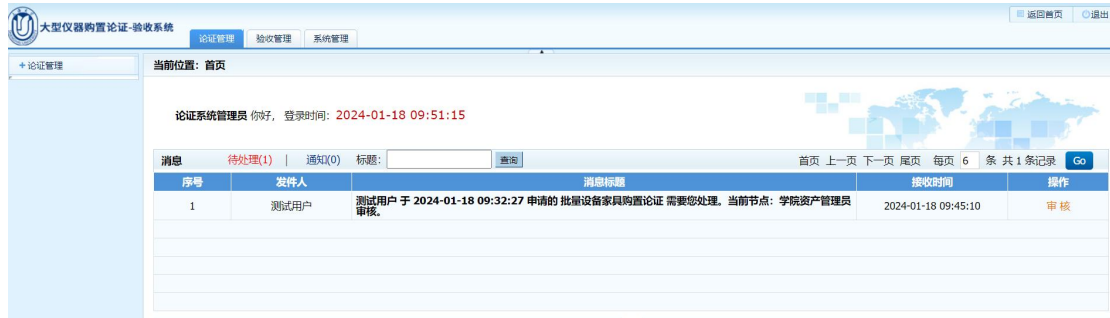 返回首页 退出
大型仪器购置论证-验收系统
论证管理 验收管理 系统管理
+论证管理
当前位置：首页
论证系统管理员 你好， 登录时间：2024-01-18 09:51:15
消息 待处理(1) | 通知(0) 标题： 查询 首页 上一页 下一页 尾页 每页 6 条 共 1 条记录 Go
序号 发件人 消息标题 接收时间 操作
1 测试用户 测试用户 于 2024-01-18 09:32:27 申请的 批量设备家具购置论证 需要您处理。当前节点：学院资产管理员
审核。 2024-01-18 09:45:10 审 核